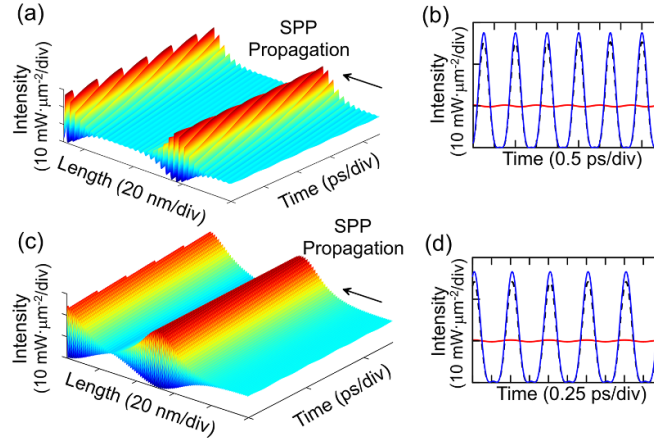 (a)
SPP
Propagation
Intensity
(10 mW·μm⁻²/div)
Length (20 nm/div)
Time (ps/div)
(b)
Intensity
(10 mW·μm⁻²/div)
Time (0.5 ps/div)
(c)
SPP
Propagation
Intensity
(10 mW·μm⁻²/div)
Length (20 nm/div)
Time (ps/div)
(d)
Intensity
(10 mW·μm⁻²/div)
Time (0.25 ps/div)